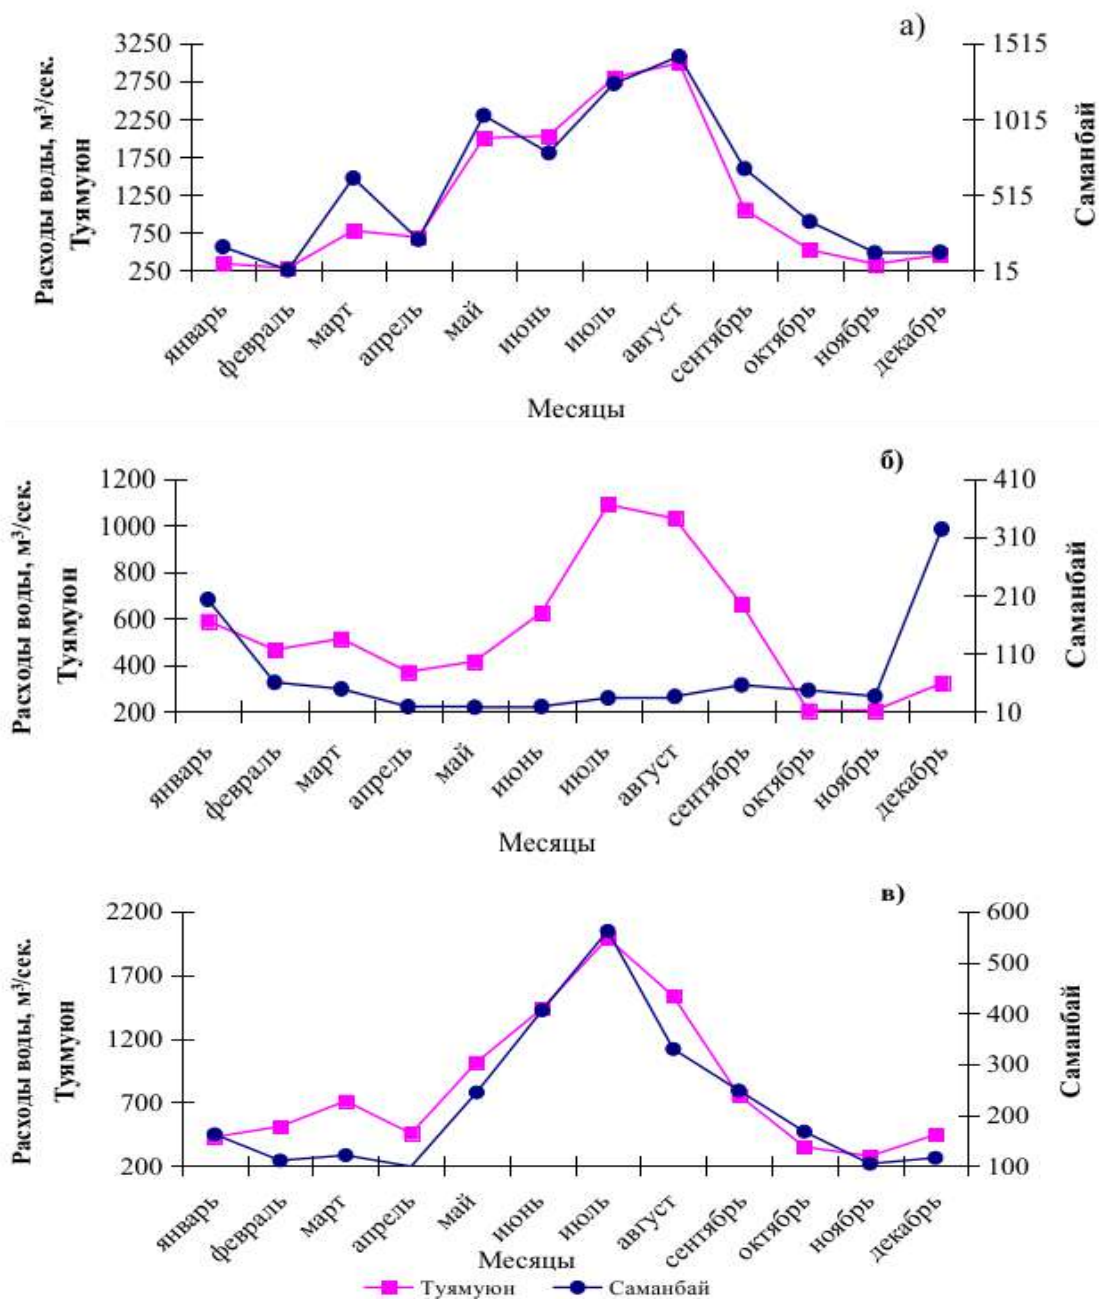 а)
Расходы воды, м³/сек.
Туямуюн
3250
2750
2250
1750
1250
750
250
1515
1015
515
15
Саманбай
январь
февраль
март
апрель
май
июнь
июль
август
сентябрь
октябрь
ноябрь
декабрь
Месяцы
б)
Расходы воды, м³/сек.
Туямуюн
1200
1000
800
600
400
200
410
310
210
110
10
Саманбай
январь
февраль
март
апрель
май
июнь
июль
август
сентябрь
октябрь
ноябрь
декабрь
Месяцы
в)
Расходы воды, м³/сек.
Туямуюн
2200
1700
1200
700
200
600
500
400
300
200
100
Саманбай
январь
февраль
март
апрель
май
июнь
июль
август
сентябрь
октябрь
ноябрь
декабрь
Месяцы
Туямуюн
Саманбай